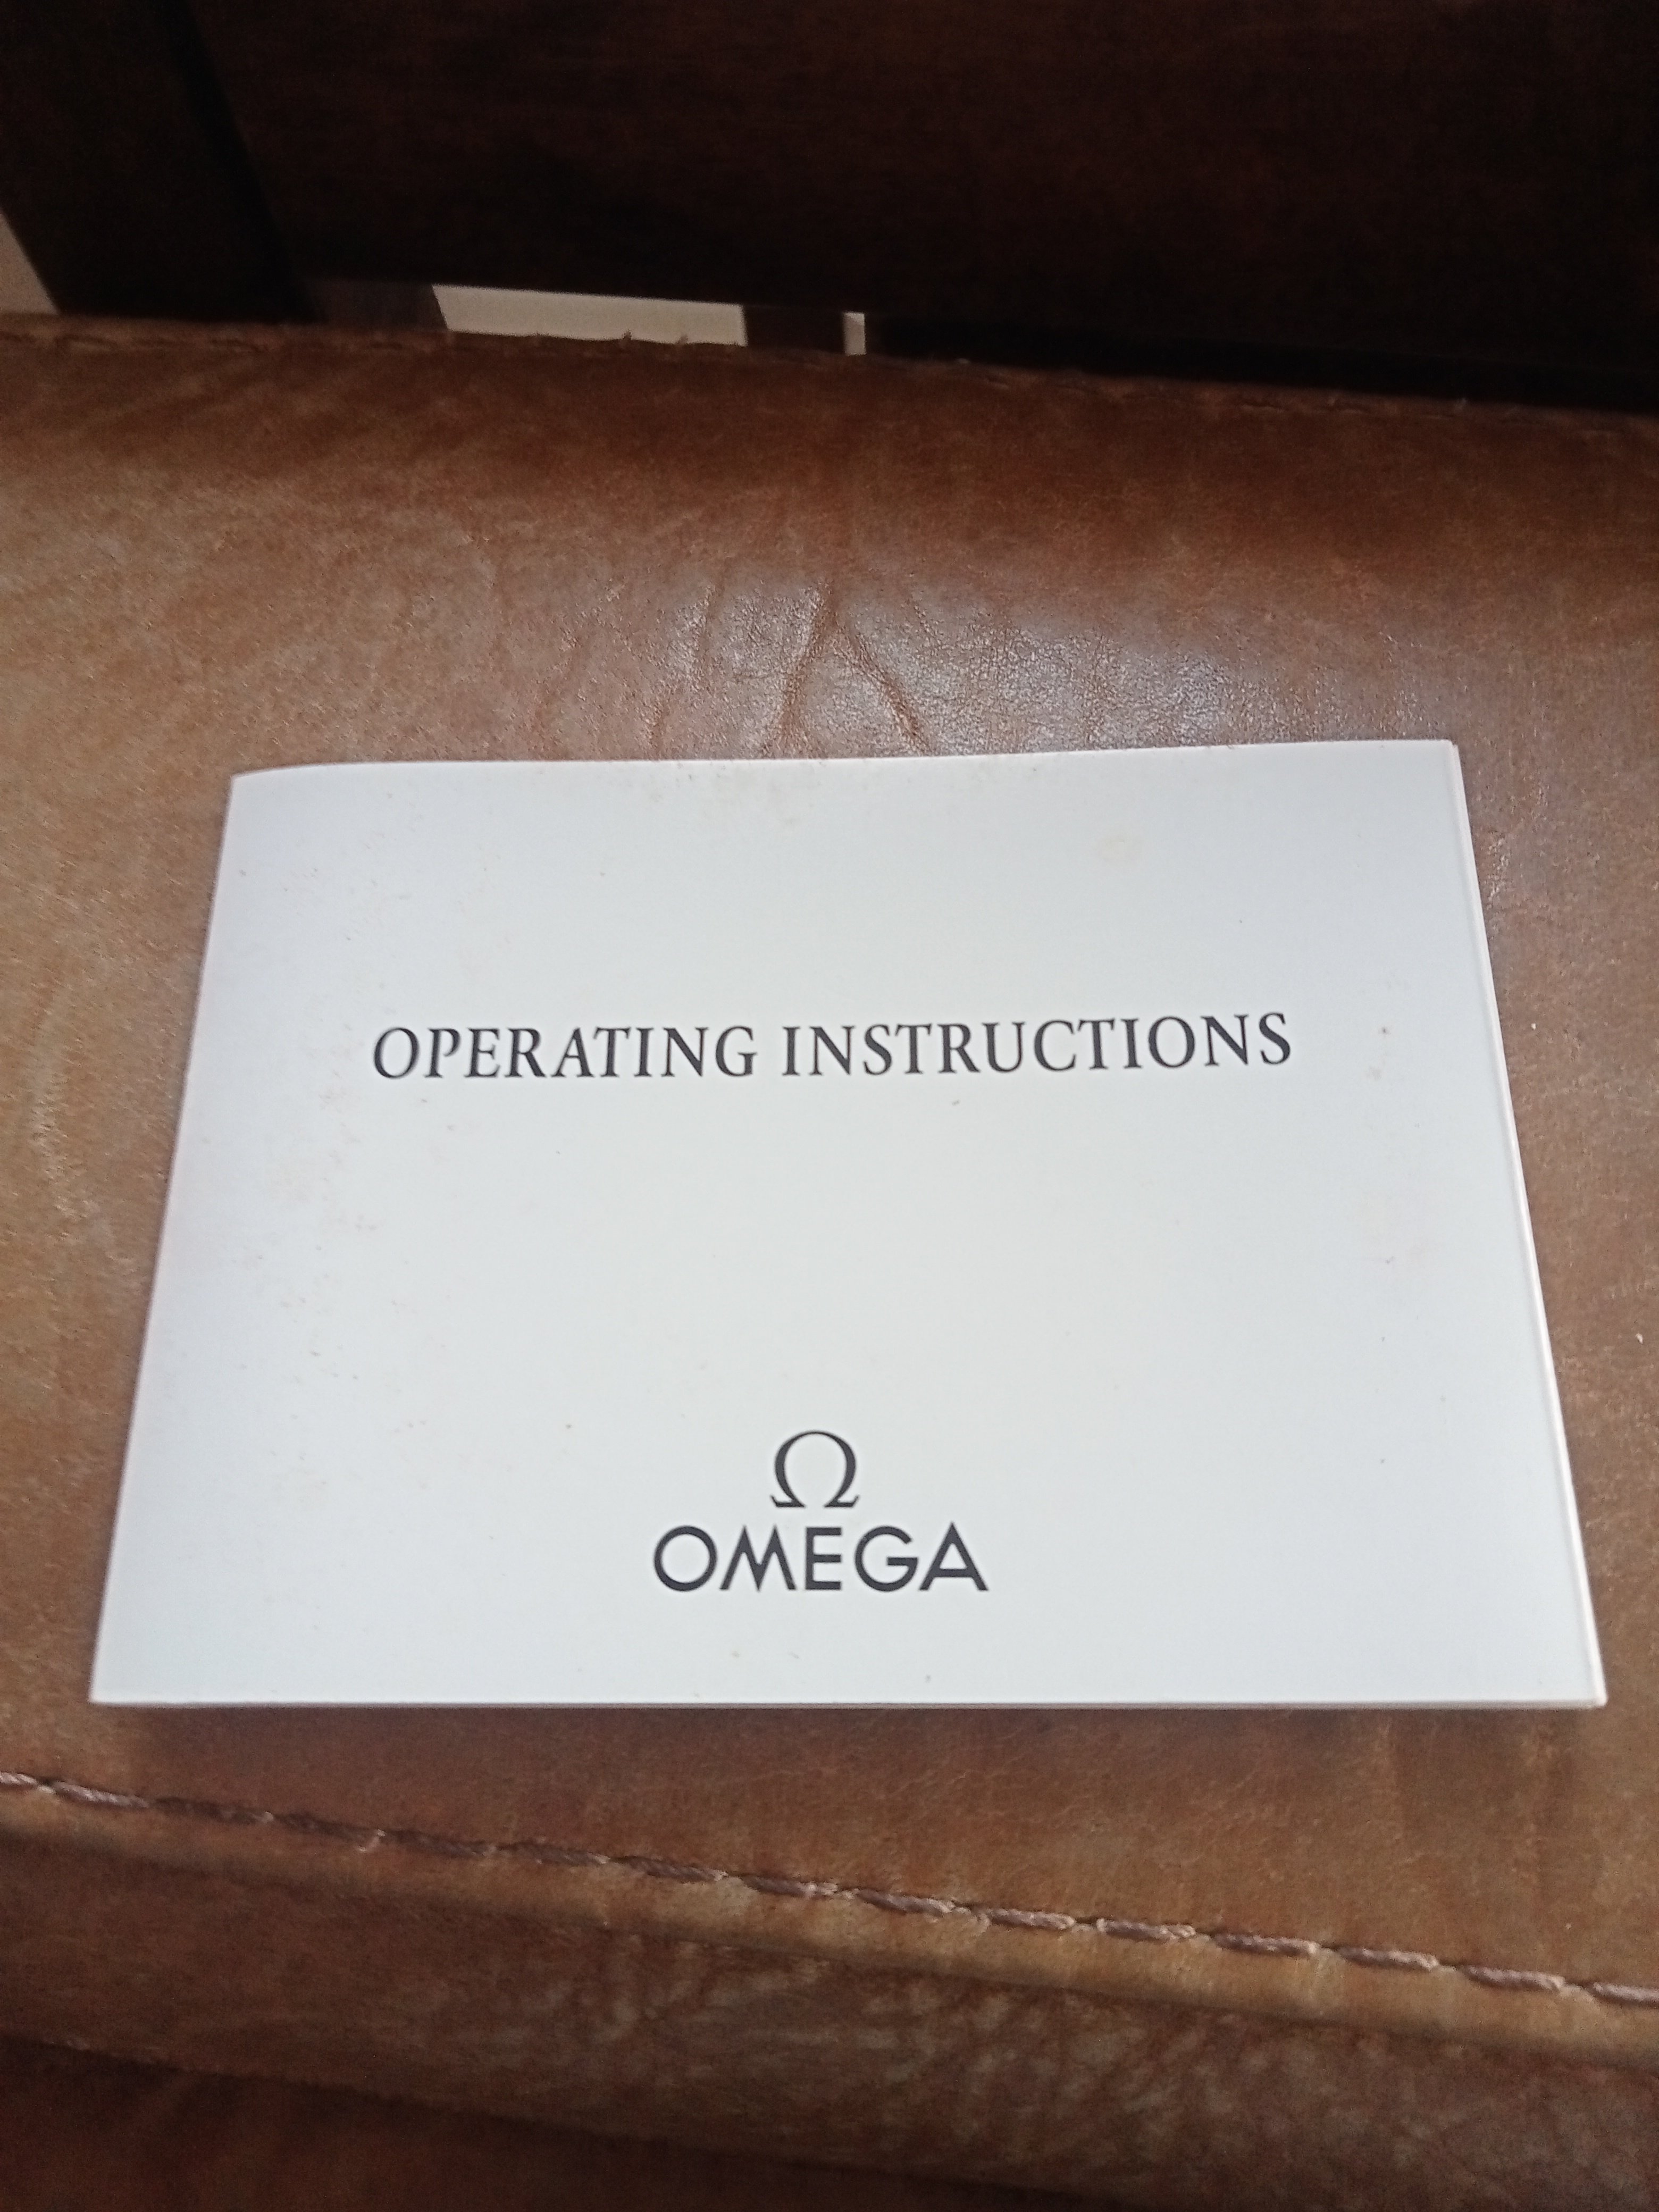 OPERATING INSTRUCTIONS
Ω
OMEGA